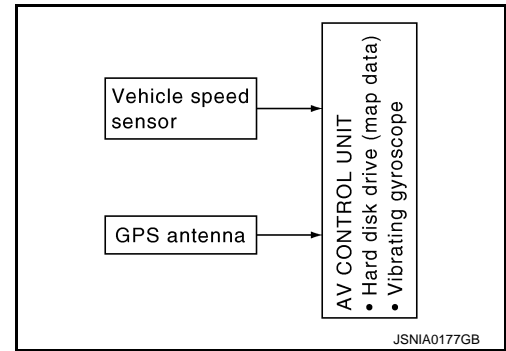 Vehicle speed
sensor
GPS antenna
AV CONTROL UNIT
• Hard disk drive (map data)
• Vibrating gyroscope
JSNIA0177GB